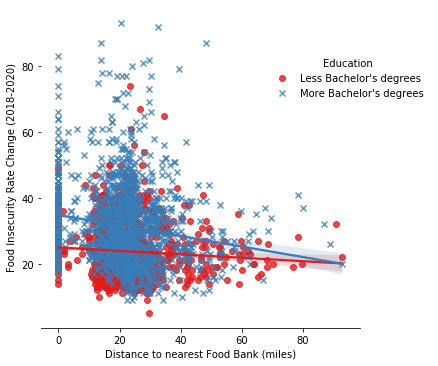 Education
Less Bachelor's degrees
More Bachelor's degrees
Food Insecurity Rate Change (2018-2020)
80
60
40
20
0 20 40 60 80
Distance to nearest Food Bank (miles)